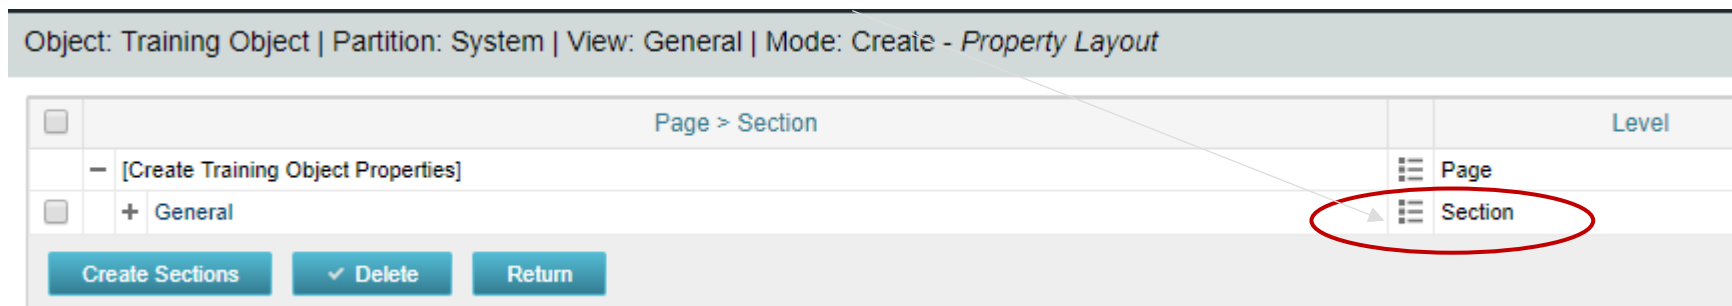 Object: Training Object | Partition: System | View: General | Mode: Create - Property Layout
Page > Section Level
[Create Training Object Properties] Page
General Section
Create Sections Delete Return